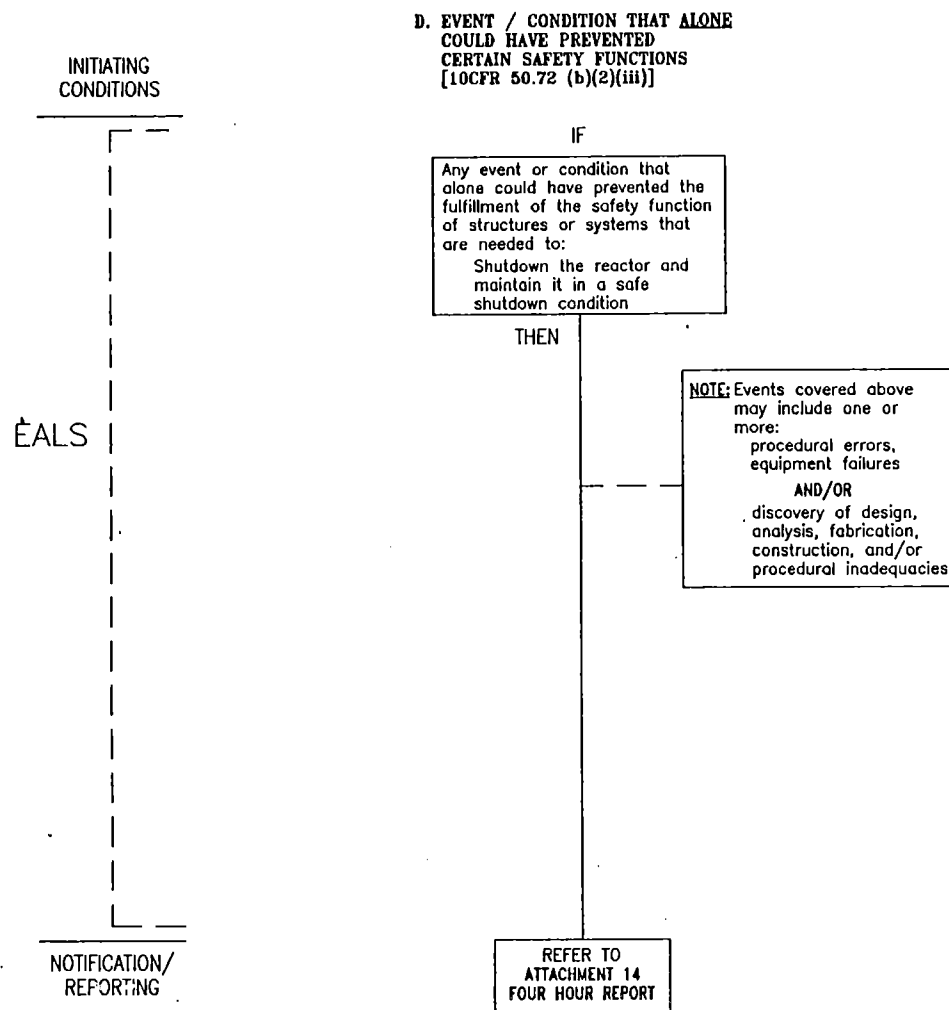 D. EVENT / CONDITION THAT ALONE
COULD HAVE PREVENTED
CERTAIN SAFETY FUNCTIONS
[10CFR 50.72 (b)(2)(iii)]
INITIATING
CONDITIONS
IF
Any event or condition that
alone could have prevented the
fulfillment of the safety function
of structures or systems that
are needed to:
Shutdown the reactor and
maintain it in a safe
shutdown condition
THEN
NOTE: Events covered above
may include one or
more:
procedural errors,
equipment failures
AND/OR
discovery of design,
analysis, fabrication,
construction, and/or
procedural inadequacies
EALS
NOTIFICATION/
REPORTING
REFER TO
ATTACHMENT 14
FOUR HOUR REPORT